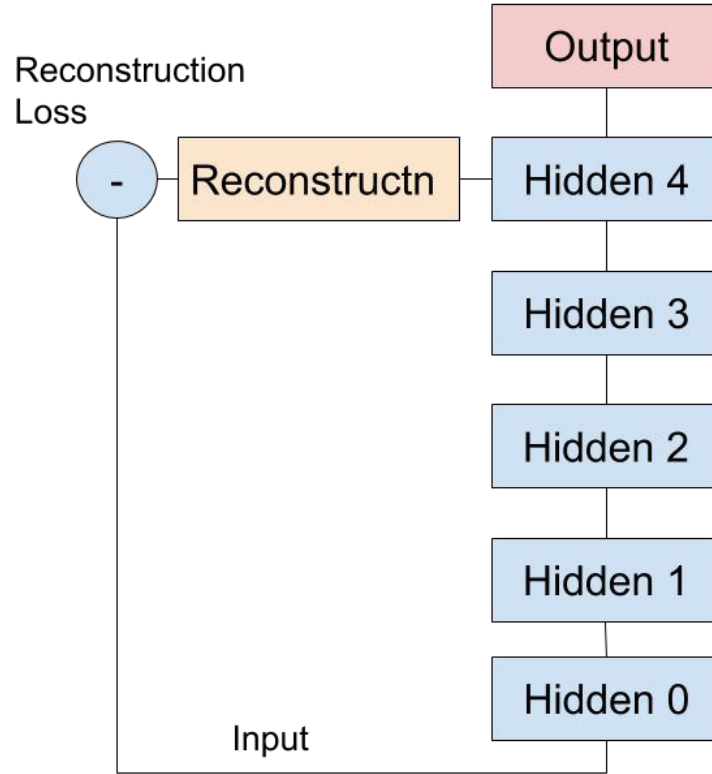 Output
Reconstruction
Loss
-
Reconstructn
Hidden 4
Hidden 3
Hidden 2
Hidden 1
Hidden 0
Input